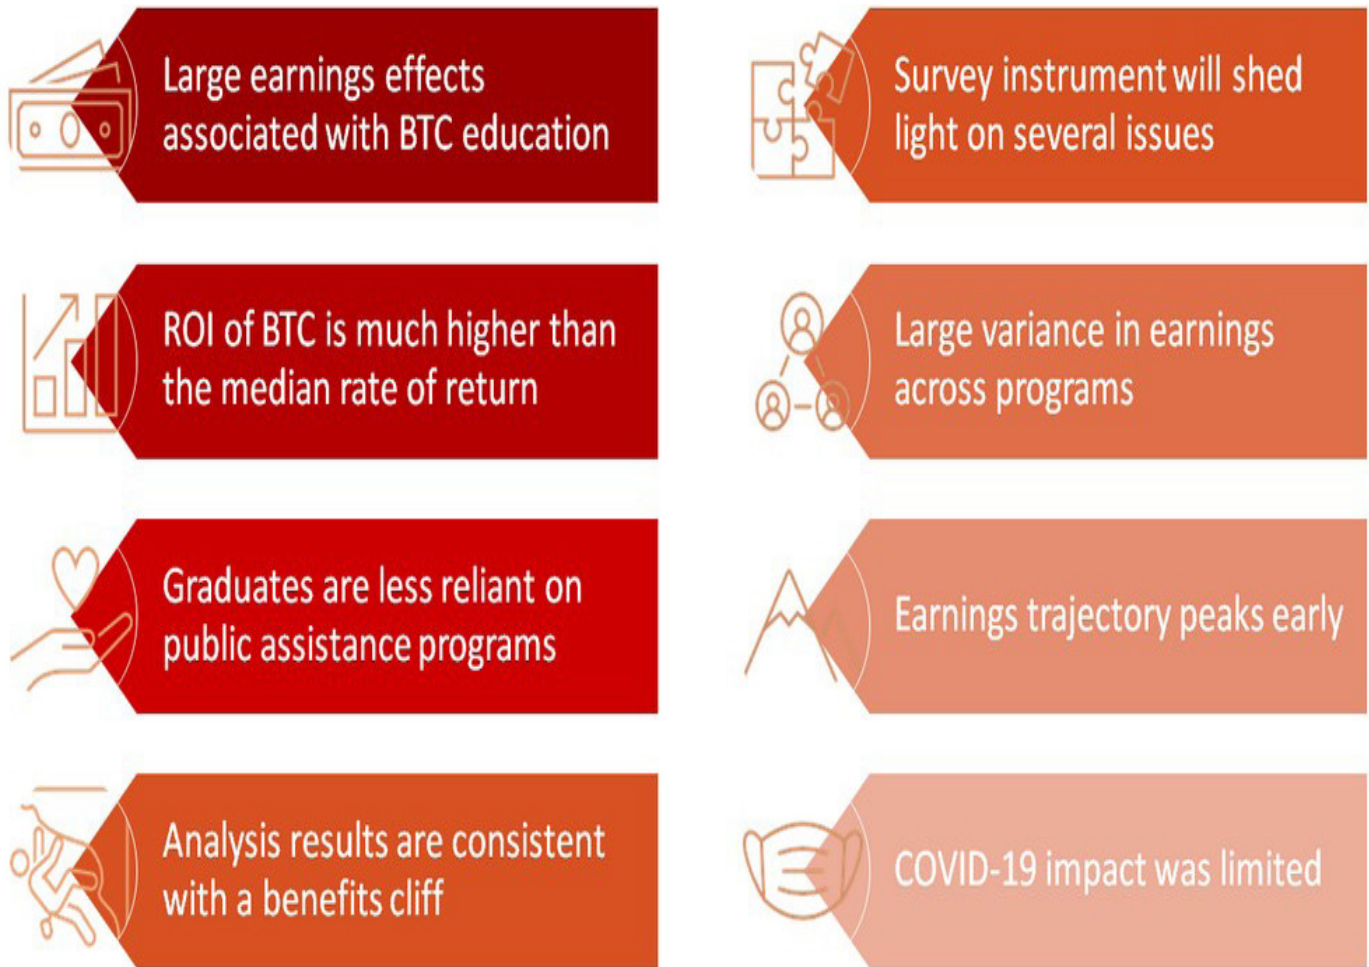 Large earnings effects
associated with BTC education
ROI of BTC is much higher than
the median rate of return
Graduates are less reliant on
public assistance programs
Analysis results are consistent
with a benefits cliff
Survey instrument will shed
light on several issues
Large variance in earnings
across programs
Earnings trajectory peaks early
COVID-19 impact was limited